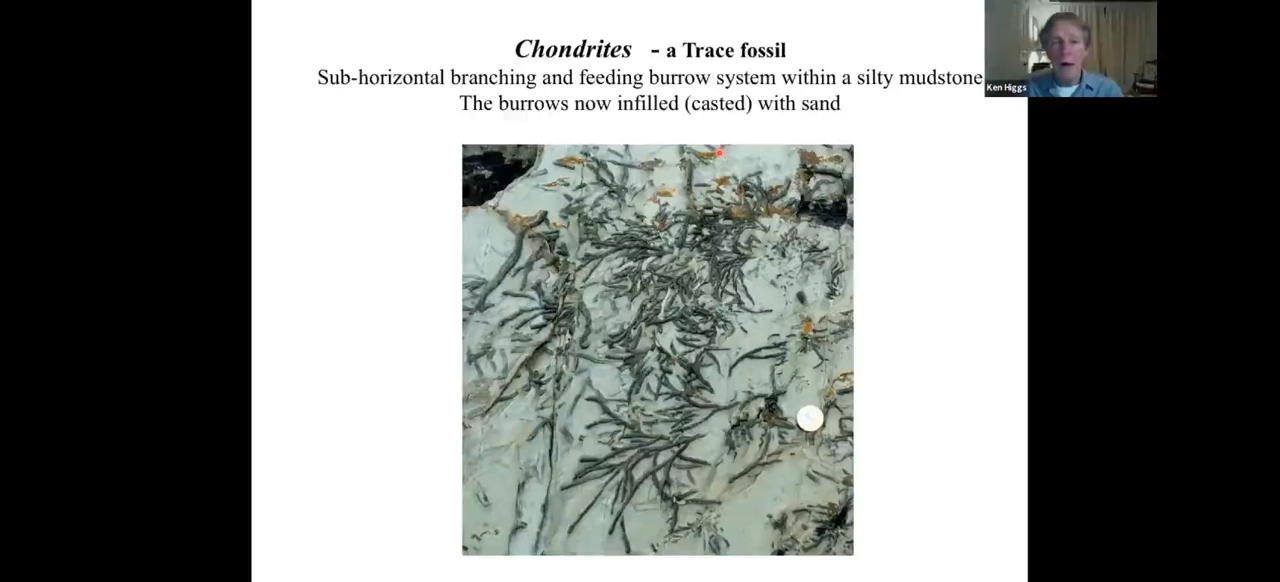 Chondrites - a Trace fossil
Sub-horizontal branching and feeding burrow system within a silty mudstone
The burrows now infilled (casted) with sand
Ken Higgs